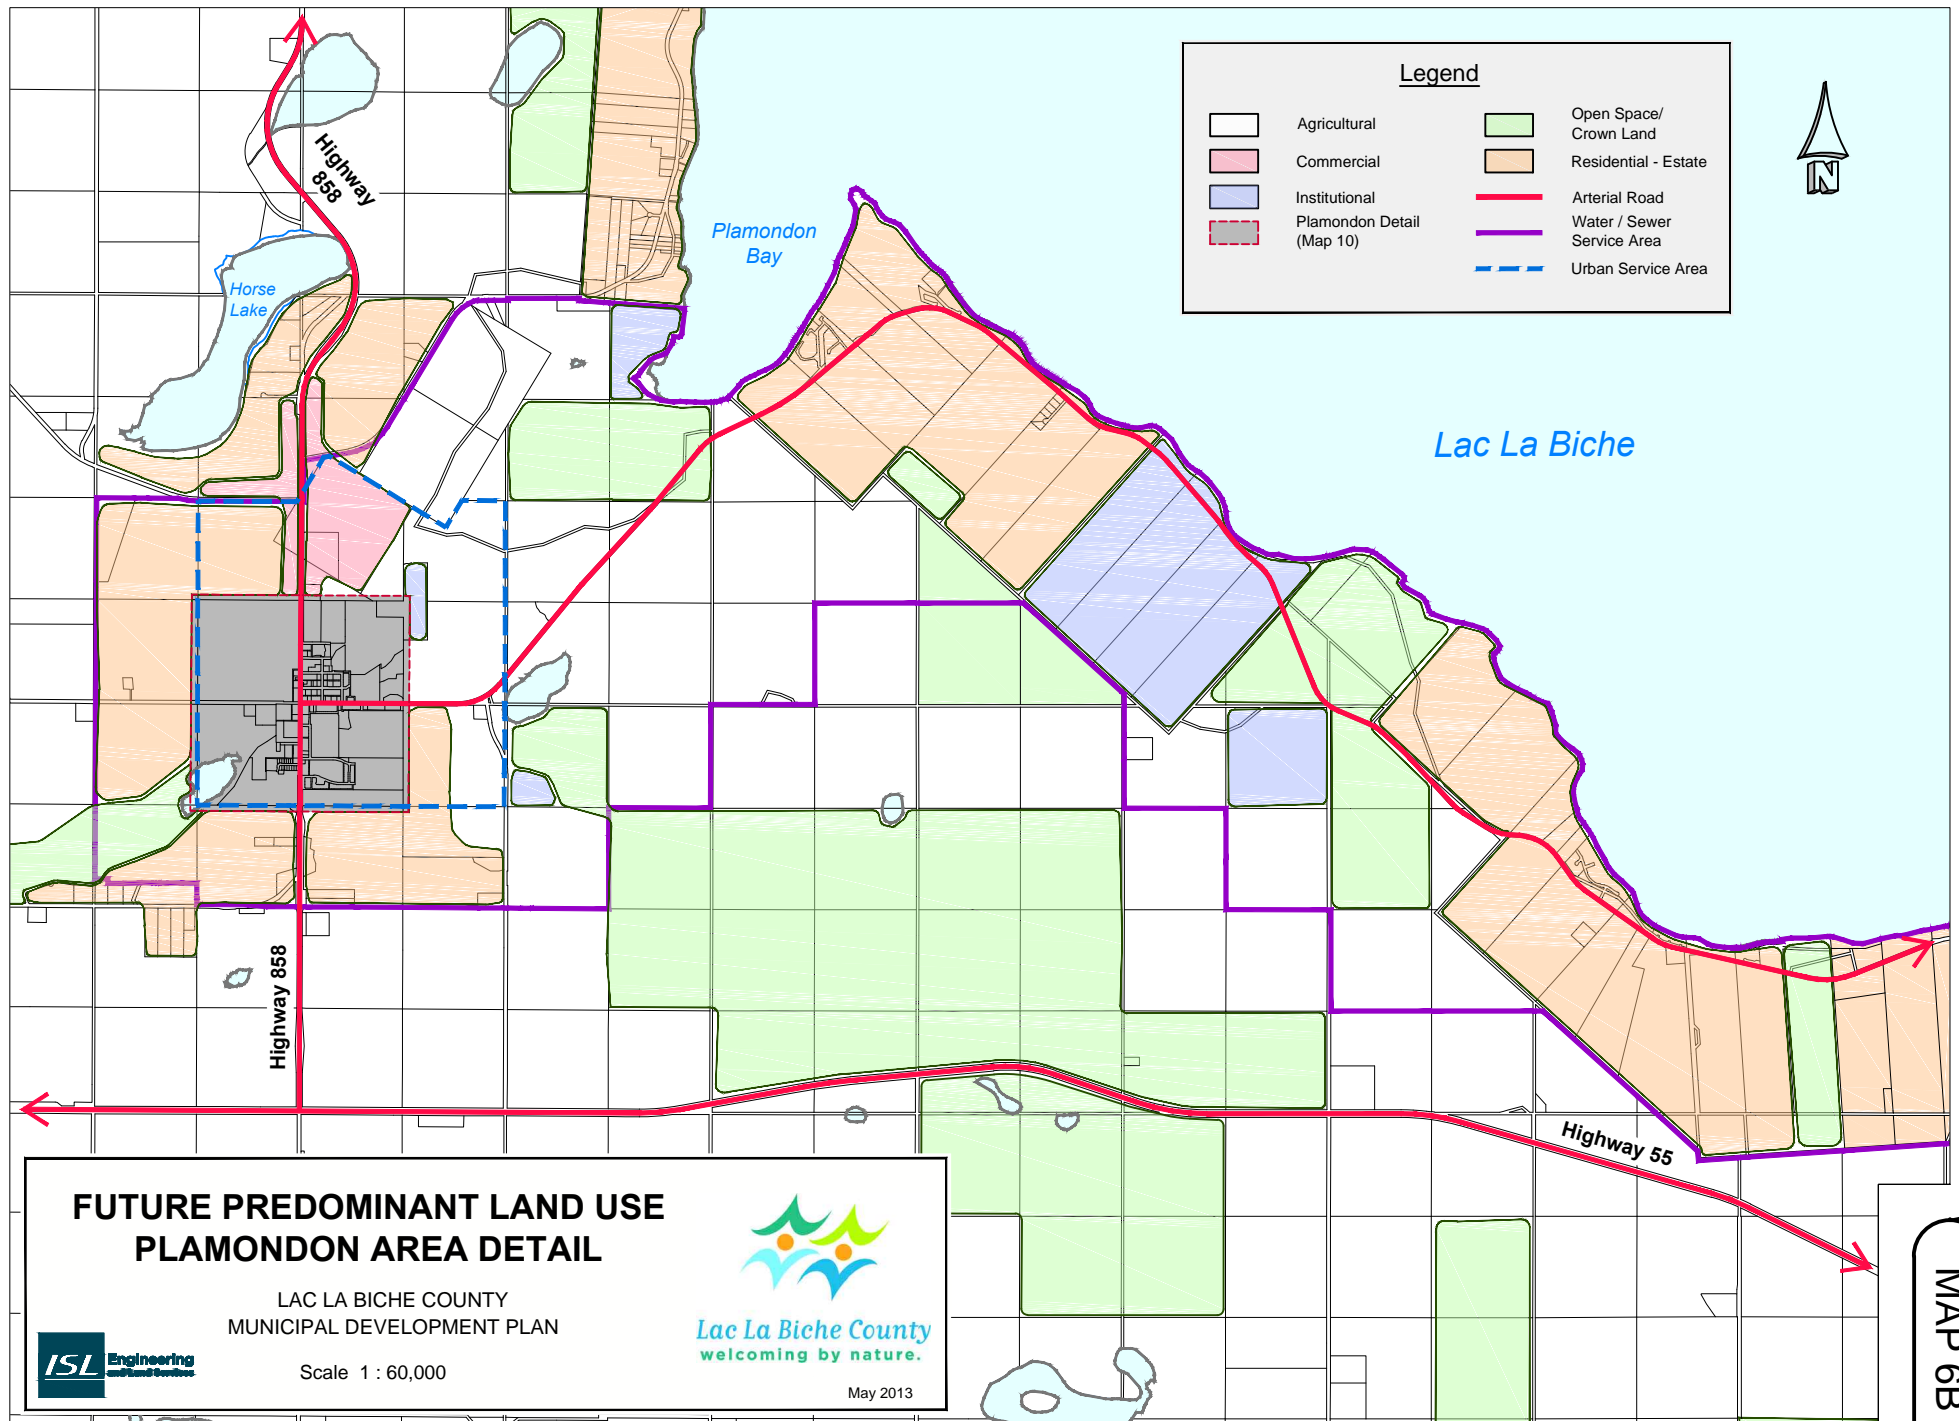 Legend
Agricultural
Commercial
Institutional
Plamondon Detail
(Map 10)
Open Space/
Crown Land
Residential - Estate
Arterial Road
Water / Sewer
Service Area
Urban Service Area
N
Highway
858
Plamondon
Bay
Horse
Lake
Lac La Biche
Highway 858
Highway 55
FUTURE PREDOMINANT LAND USE
PLAMONDON AREA DETAIL
LAC LA BICHE COUNTY
MUNICIPAL DEVELOPMENT PLAN
Scale 1 : 60,000
ISL Engineering
and Land Services
Lac La Biche County
welcoming by nature.
May 2013
MAP 6B